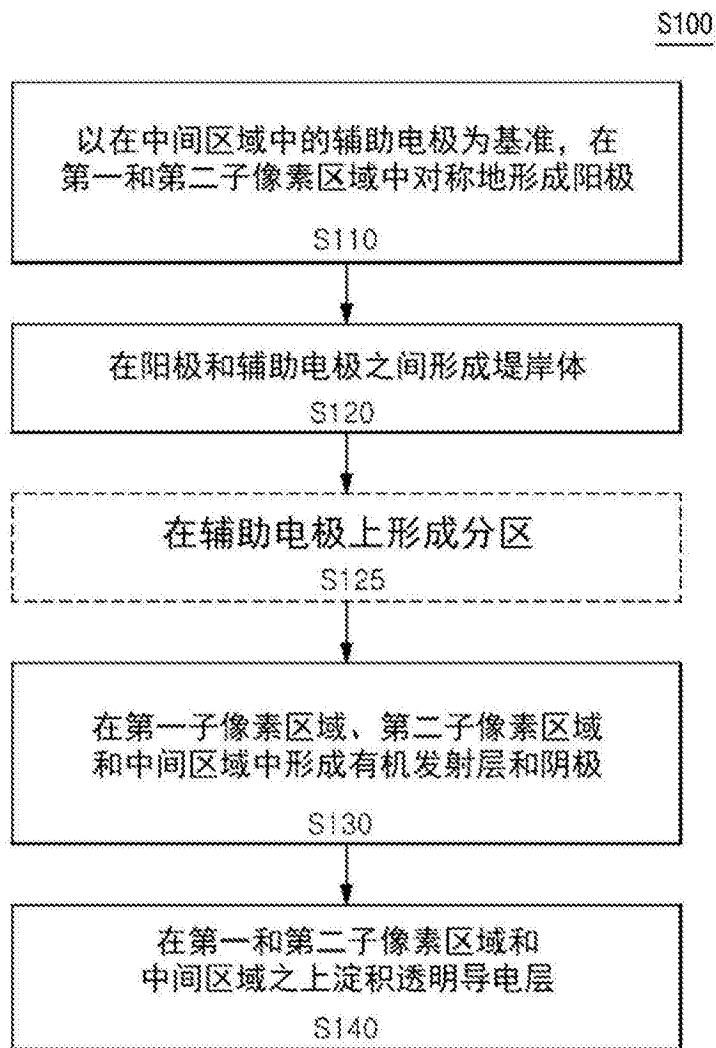 S100
以在中间区域中的辅助电极为基准，在
第一和第二子像素区域中对称地形成阳极
S110
在阳极和辅助电极之间形成堤岸体
S120
在辅助电极上形成分区
S125
在第一子像素区域、第二子像素区域
和中间区域中形成有机发射层和阴极
S130
在第一和第二子像素区域和
中间区域之上淀积透明导电层
S140